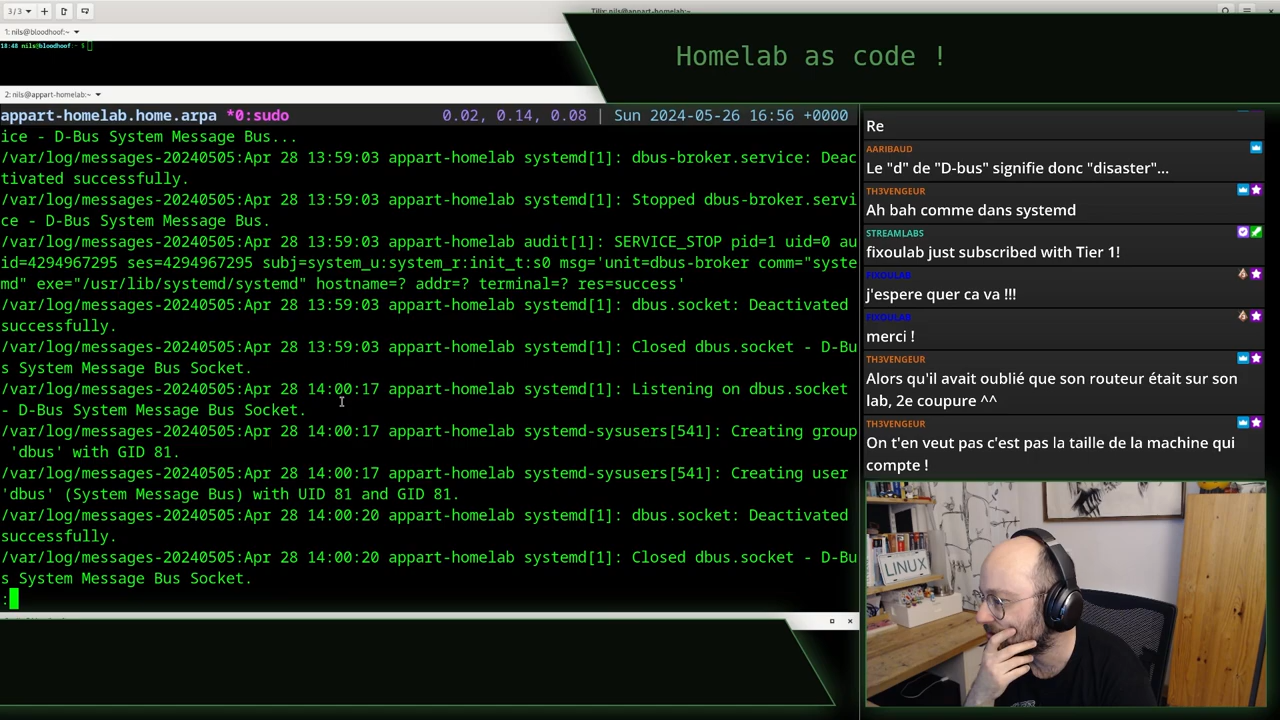 3 / 3
Tilix: nils@appart-homelab:~
1: nils@bloodhoof:~
18:48 nils@bloodhoof:~ $
Homelab as code !
2: nils@appart-homelab:~
appart-homelab.home.arpa *0:sudo 0.02, 0.14, 0.08 | Sun 2024-05-26 16:56 +0000
ice - D-Bus System Message Bus...
/var/log/messages-20240505:Apr 28 13:59:03 appart-homelab systemd[1]: dbus-broker.service: Deac
tivated successfully.
/var/log/messages-20240505:Apr 28 13:59:03 appart-homelab systemd[1]: Stopped dbus-broker.servi
ce - D-Bus System Message Bus.
/var/log/messages-20240505:Apr 28 13:59:03 appart-homelab audit[1]: SERVICE_STOP pid=1 uid=0 au
id=4294967295 ses=4294967295 subj=system_u:system_r:init_t:s0 msg='unit=dbus-broker comm="syste
md" exe="/usr/lib/systemd/systemd" hostname=? addr=? terminal=? res=success'
/var/log/messages-20240505:Apr 28 13:59:03 appart-homelab systemd[1]: dbus.socket: Deactivated
successfully.
/var/log/messages-20240505:Apr 28 13:59:03 appart-homelab systemd[1]: Closed dbus.socket - D-Bu
s System Message Bus Socket.
/var/log/messages-20240505:Apr 28 14:00:17 appart-homelab systemd[1]: Listening on dbus.socket
- D-Bus System Message Bus Socket.
/var/log/messages-20240505:Apr 28 14:00:17 appart-homelab systemd-sysusers[541]: Creating group
'dbus' with GID 81.
/var/log/messages-20240505:Apr 28 14:00:17 appart-homelab systemd-sysusers[541]: Creating user
'dbus' (System Message Bus) with UID 81 and GID 81.
/var/log/messages-20240505:Apr 28 14:00:20 appart-homelab systemd[1]: dbus.socket: Deactivated
successfully.
/var/log/messages-20240505:Apr 28 14:00:20 appart-homelab systemd[1]: Closed dbus.socket - D-Bu
s System Message Bus Socket.
:
Re
AARIBAUD
Le "d" de "D-bus" signifie donc "disaster"...
TH3VENGEUR
Ah bah comme dans systemd
STREAMLABS
fixoulab just subscribed with Tier 1!
FIXOULAB
j'espere quer ca va !!!
FIXOULAB
merci !
TH3VENGEUR
Alors qu'il avait oublié que son routeur était sur son
lab, 2e coupure ^^
TH3VENGEUR
On t'en veut pas c'est pas la taille de la machine qui
compte !
LINUX